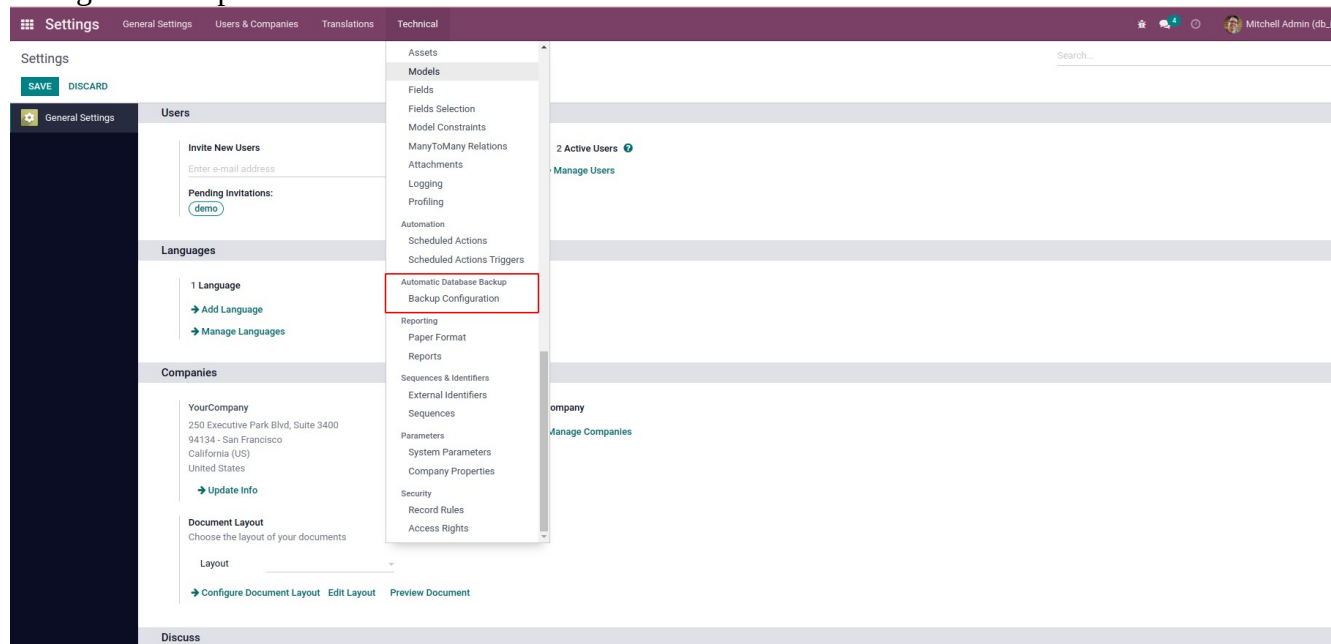 Settings General Settings Users & Companies Translations Technical 4 Mitchell Admin (db_
Settings
Search...
SAVE DISCARD
General Settings
Users
Invite New Users
Enter e-mail address
Pending Invitations:
demo
2 Active Users
Manage Users
Languages
1 Language
Add Language
Manage Languages
Companies
YourCompany
250 Executive Park Blvd, Suite 3400
94134 - San Francisco
California (US)
United States
Update Info
ompany
Manage Companies
Document Layout
Choose the layout of your documents
Layout
Configure Document Layout Edit Layout Preview Document
Discuss
Assets
Models
Fields
Fields Selection
Model Constraints
ManyToMany Relations
Attachments
Logging
Profiling
Automation
Scheduled Actions
Scheduled Actions Triggers
Automatic Database Backup
Backup Configuration
Reporting
Paper Format
Reports
Sequences & Identifiers
External Identifiers
Sequences
Parameters
System Parameters
Company Properties
Security
Record Rules
Access Rights